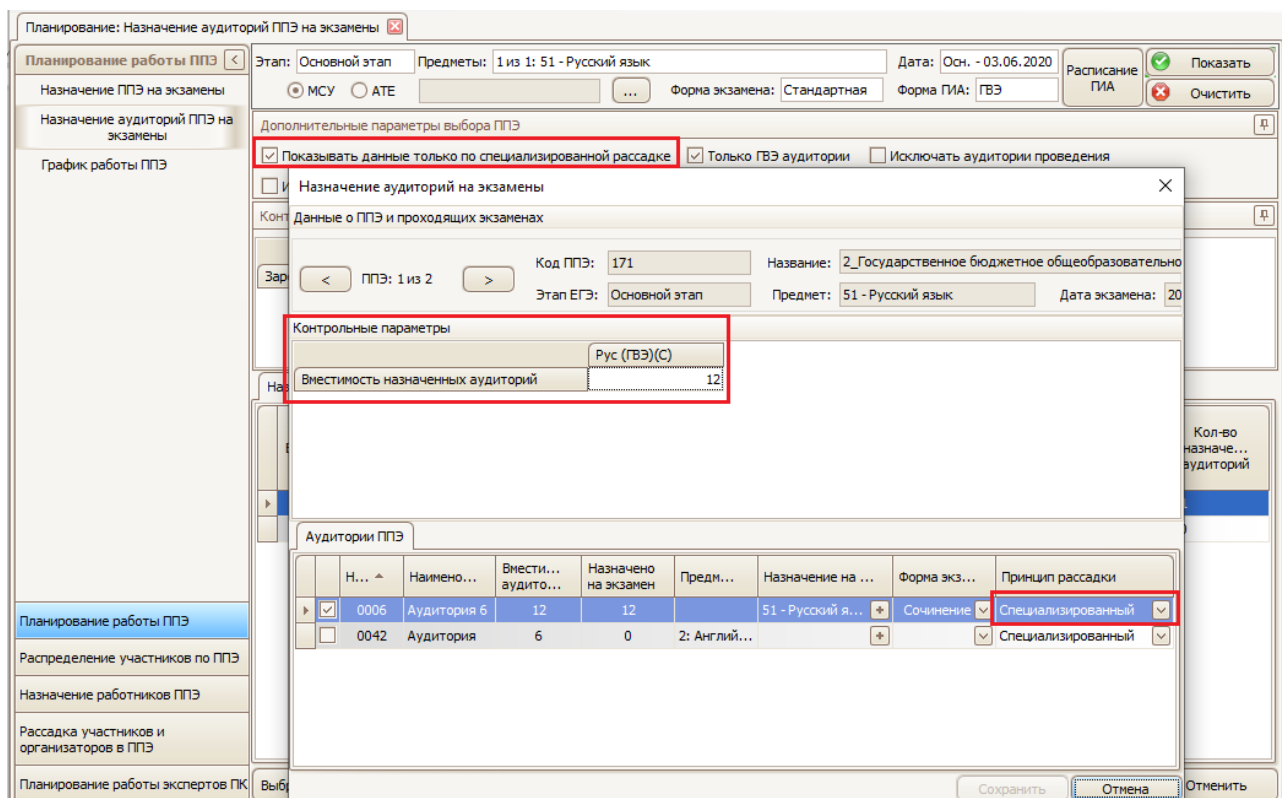 Планирование: Назначение аудиторий ППЭ на экзамены
Планирование работы ППЭ <
Назначение ППЭ на экзамены
Назначение аудиторий ППЭ на
экзамены
График работы ППЭ
Этап: Основной этап Предметы: 1 из 1: 51 - Русский язык Дата: Осн. - 03.06.2020
МСУ АТЕ ... Форма экзамена: Стандартная Форма ГИА: ГВЭ
Расписание
ГИА
Показать
Очистить
Дополнительные параметры выбора ППЭ
Показывать данные только по специализированной рассадке Только ГВЭ аудитории Исключать аудитории проведения
Назначение аудиторий на экзамены
Данные о ППЭ и проходящих экзаменах
< ППЭ: 1 из 2 >
Код ППЭ: 171 Название: 2_Государственное бюджетное общеобразовательно
Этап ЕГЭ: Основной этап Предмет: 51 - Русский язык Дата экзамена: 20
Контрольные параметры
Рус (ГВЭ)(С)
Вместимость назначенных аудиторий 12
Кол-во
назначе...
аудиторий
Аудитории ППЭ
Н... Наимено... Вмести...
аудито... Назначено
на экзамен Предм... Назначение на ... Форма экз... Принцип рассадки
0006 Аудитория 6 12 12 51 - Русский я... + Сочинение Специализированный
0042 Аудитория 6 0 2: Англий... + Специализированный
Сохранить Отмена
Отменить
Планирование работы ППЭ
Распределение участников по ППЭ
Назначение работников ППЭ
Рассадка участников и
организаторов в ППЭ
Планирование работы экспертов ПК